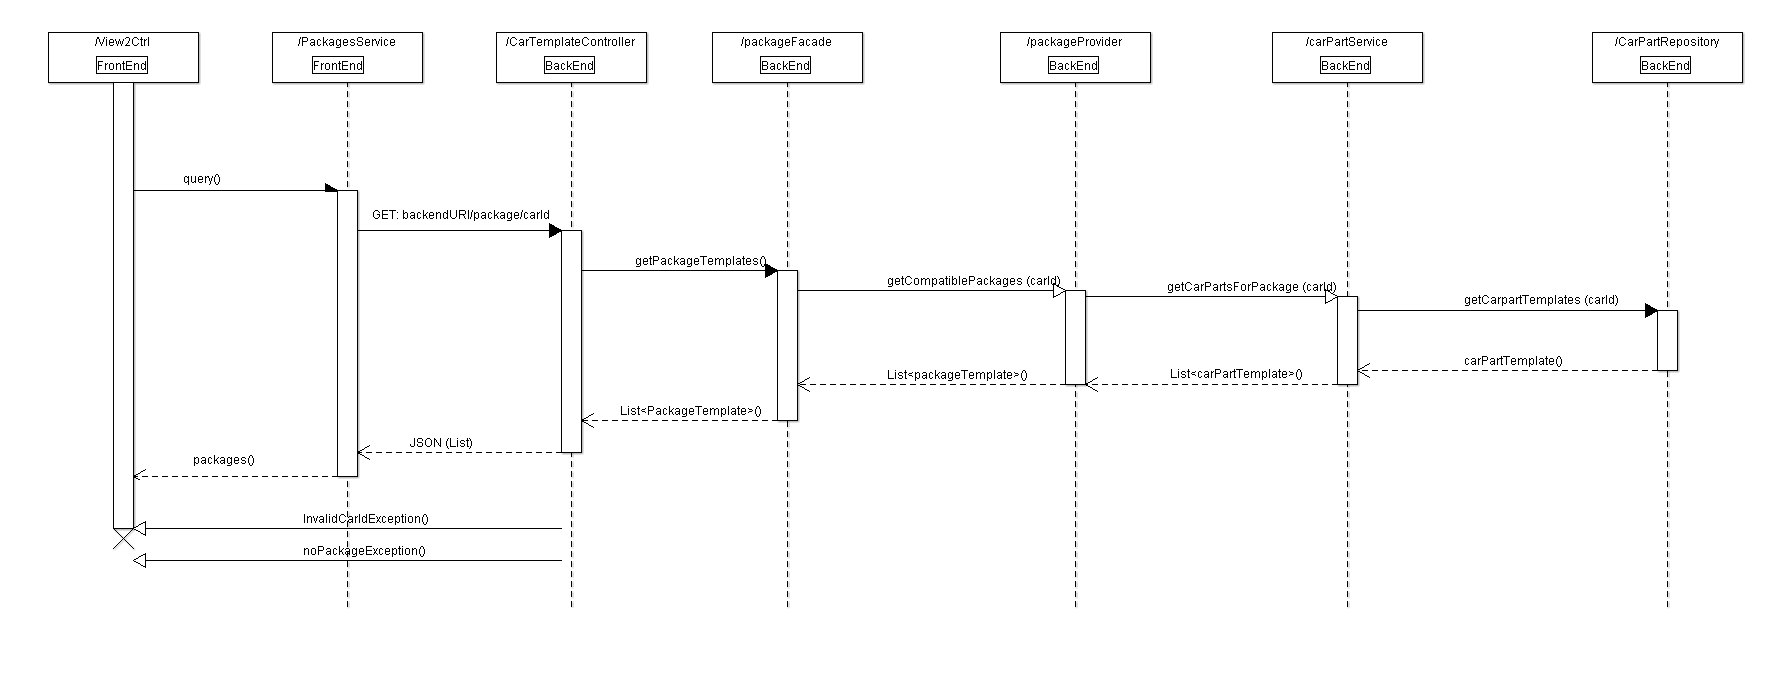 /View2Ctrl
FrontEnd
/PackagesService
FrontEnd
/CarTemplateController
BackEnd
/packageFacade
BackEnd
/packageProvider
BackEnd
/carPartService
BackEnd
/CarPartRepository
BackEnd
query()
GET: backendURI/package/carId
getPackageTemplates()
getCompatiblePackages (carId)
getCarPartsForPackage (carId)
getCarpartTemplates (carId)
carPartTemplate()
List<carPartTemplate>()
List<packageTemplate>()
List<PackageTemplate>()
JSON (List)
packages()
InvalidCarIdException()
noPackageException()